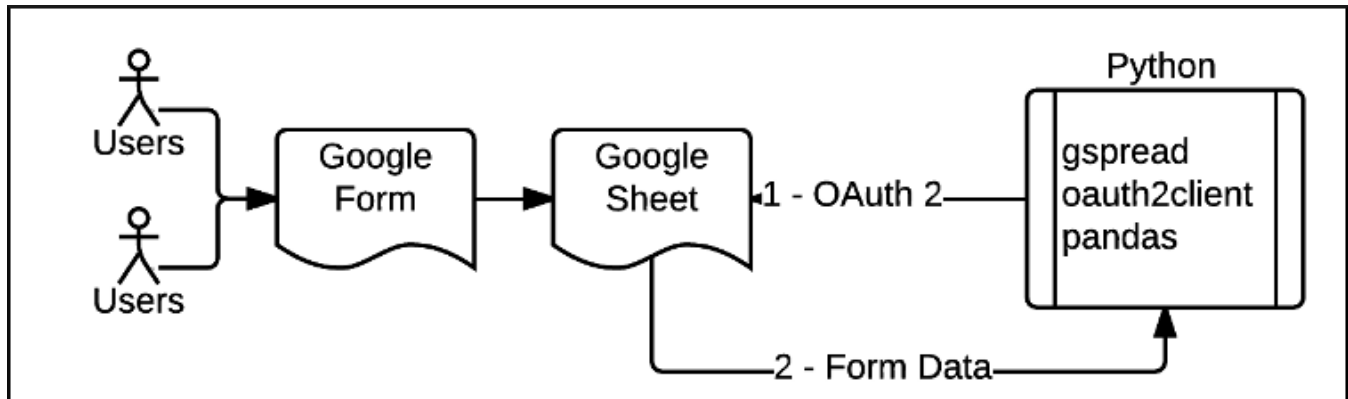 Users
Users
Google
Form
Google
Sheet
1 - OAuth 2
2 - Form Data
Python
gspread
oauth2client
pandas